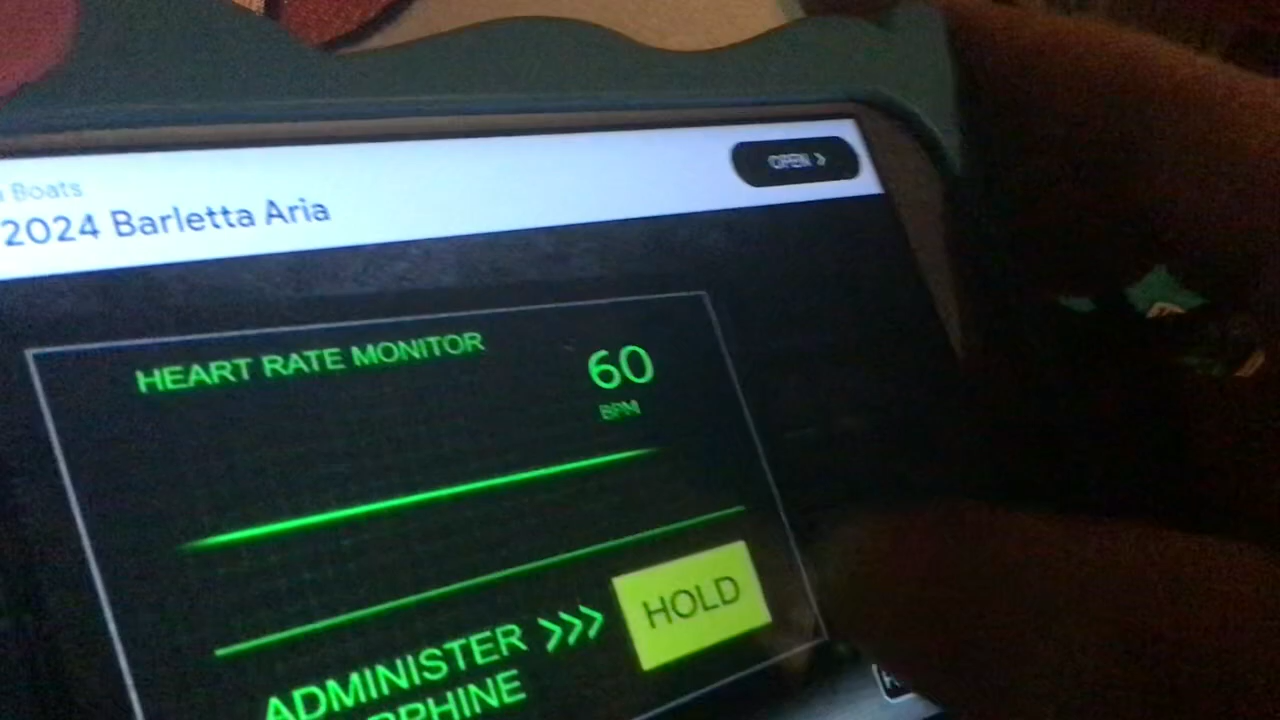 Boats
2024 Barletta Aria
OPEN >
HEART RATE MONITOR
60
BPM
ADMINISTER >>>
HOLD